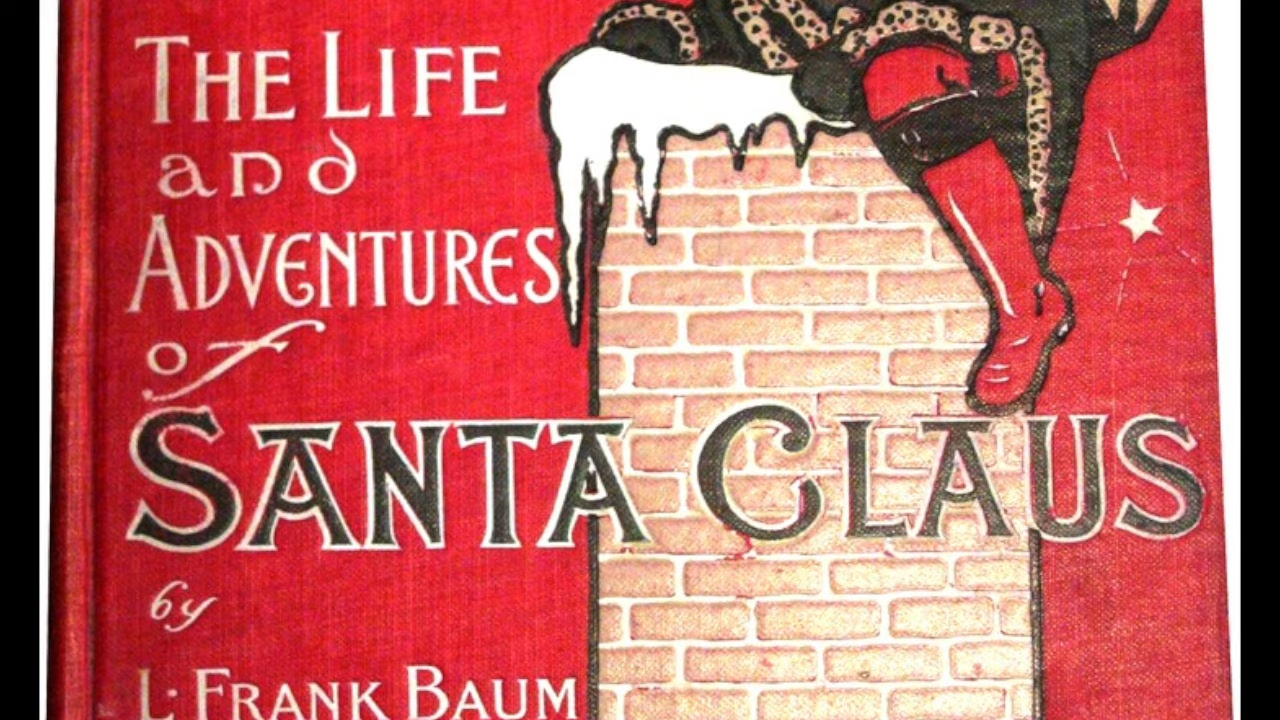 THE LIFE
and
ADVENTURES
of
SANTA CLAUS
by
L. FRANK BAUM